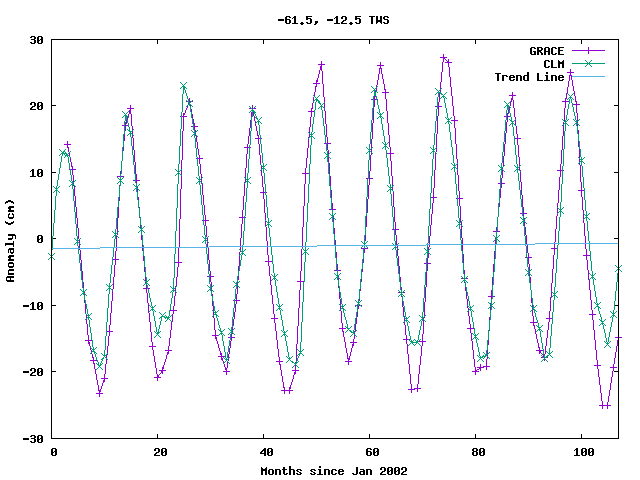 -61.5, -12.5 TWS
GRACE
CLM
Trend Line
30
20
10
0
-10
-20
-30
Anomaly (cm)
0 20 40 60 80 100
Months since Jan 2002